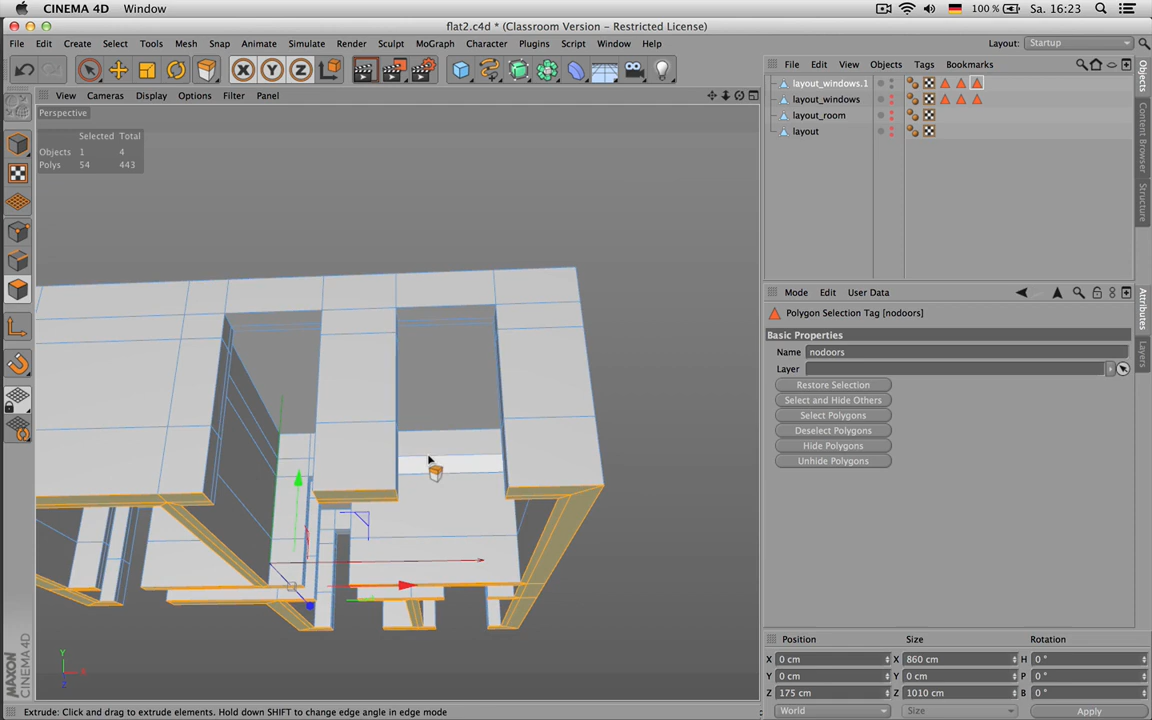 CINEMA 4D Window 100 % Sa. 16:23
flat2.c4d * (Classroom Version - Restricted License)
File Edit Create Select Tools Mesh Snap Animate Simulate Render Sculpt MoGraph Character Plugins Script Window Help Layout: Startup
X Y Z
View Cameras Display Options Filter Panel
Perspective
Selected Total
Objects 1 4
Polys 54 443
File Edit View Objects Tags Bookmarks
layout_windows.1
layout_windows
layout_room
layout
Objects
Content Browser
Structure
Mode Edit User Data
Polygon Selection Tag [nodoors]
Basic Properties
Name nodoors
Layer
Restore Selection
Select and Hide Others
Select Polygons
Deselect Polygons
Hide Polygons
Unhide Polygons
Attributes
Layers
Position Size Rotation
X 0 cm X 860 cm H 0 °
Y 0 cm Y 0 cm P 0 °
Z 175 cm Z 1010 cm B 0 °
World Size Apply
Y
X
Z
MAXON
CINEMA 4D
Extrude: Click and drag to extrude elements. Hold down SHIFT to change edge angle in edge mode